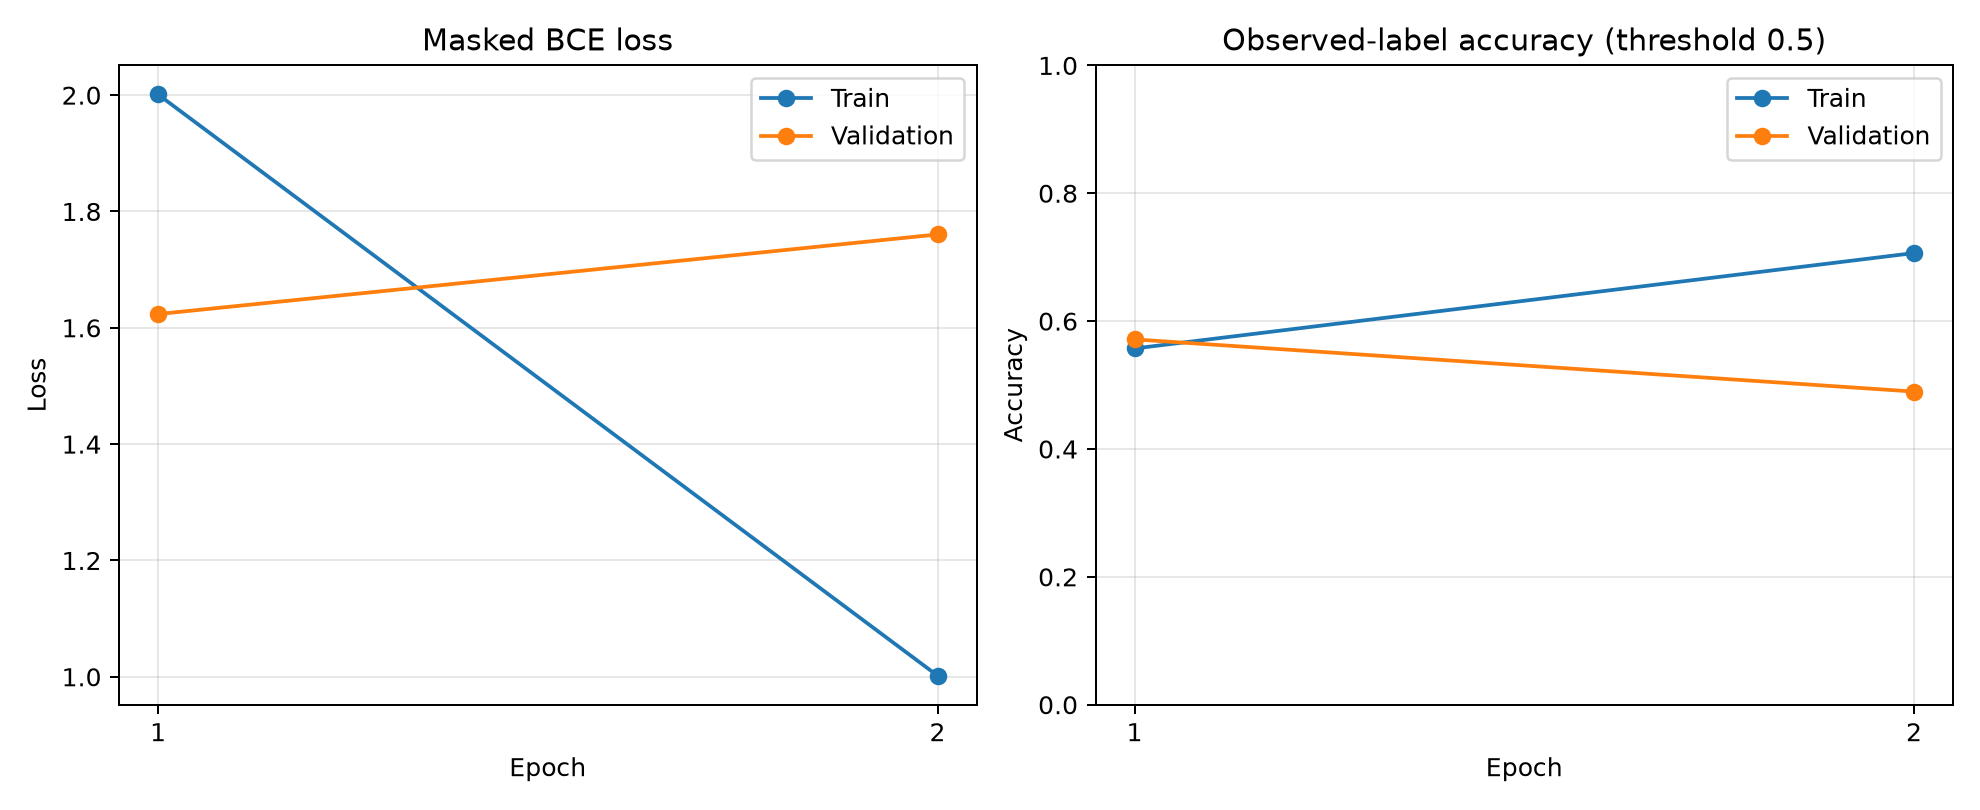 Masked BCE loss
Train
Validation
2.0
1.8
1.6
1.4
1.2
1.0
Loss
1
2
Epoch
Observed-label accuracy (threshold 0.5)
Train
Validation
1.0
0.8
0.6
0.4
0.2
0.0
Accuracy
1
2
Epoch